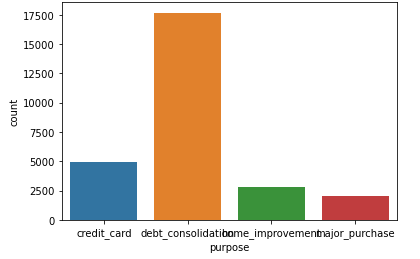 17500
15000
12500
10000
7500
5000
2500
0
count
credit_card debt_consolidation home_improvement major_purchase
purpose